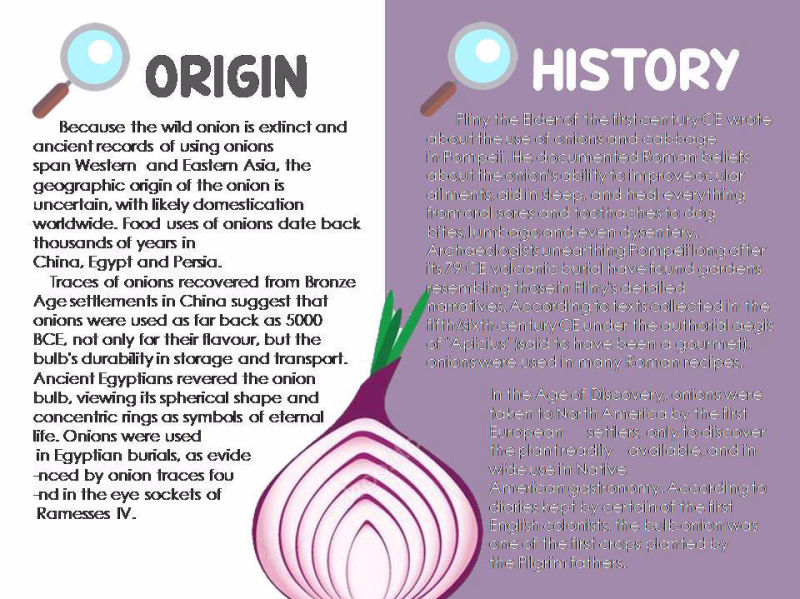 ORIGIN
Because the wild onion is extinct and
ancient records of using onions
span Western and Eastern Asia, the
geographic origin of the onion is
uncertain, with likely domestication
worldwide. Food uses of onions date back
thousands of years in
China, Egypt and Persia.
Traces of onions recovered from Bronze
Age settlements in China suggest that
onions were used as far back as 5000
BCE, not only for their flavour, but the
bulb's durability in storage and transport.
Ancient Egyptians revered the onion
bulb, viewing its spherical shape and
concentric rings as symbols of eternal
life. Onions were used
in Egyptian burials, as evide
-nced by onion traces fou
-nd in the eye sockets of
Ramesses IV.
HISTORY
Pliny the Elder of the first century CE wrote
about the use of onions and cabbage
in Pompeii. He documented Roman beliefs
about the onion's ability to improve ocular
ailments, aid in sleep, and heal everything
from oral sores and toothaches to dog
bites, lumbago and even dysentery.
Archaeologists unearthing Pompeii long after
its 79 CE volcanic burial have found gardens
resembling those in Pliny's detailed
narratives. According to texts collected in the
fifth/sixth century CE under the authorial aegis
of "Apicius" (said to have been a gourmet),
onions were used in many Roman recipes.
In the Age of Discovery, onions were
taken to North America by the first
European settlers, only to discover
the plant readily available, and in
wide use in Native
American gastronomy. According to
diaries kept by certain of the first
English colonists, the bulb onion was
one of the first crops planted by
the Pilgrim fathers.